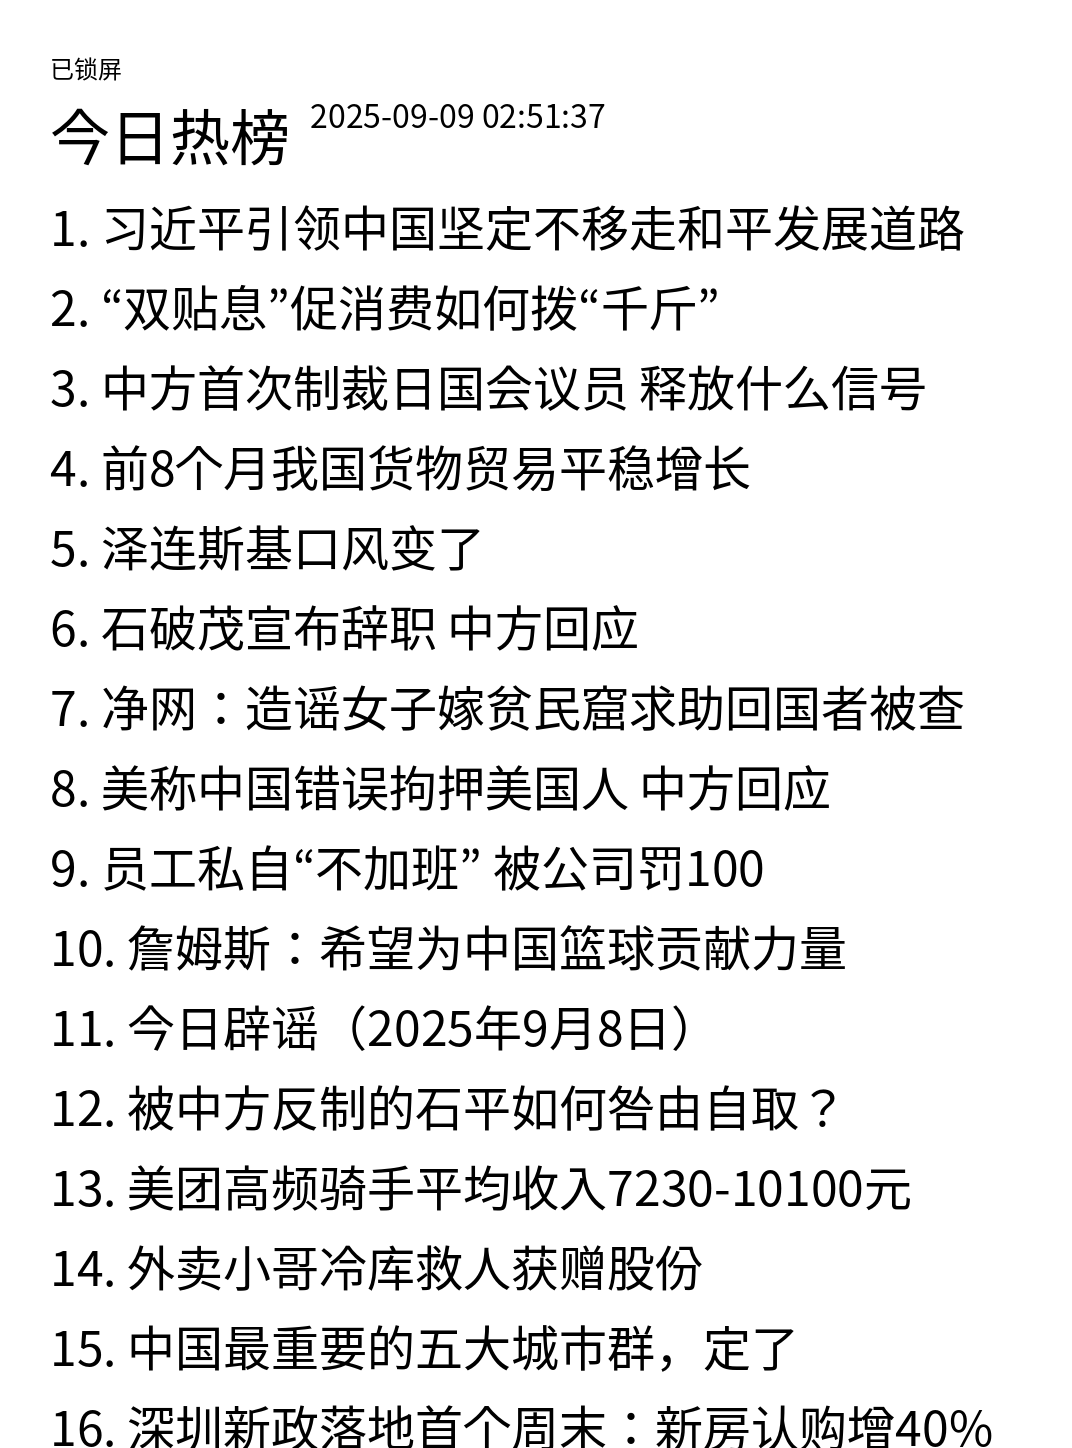 已锁屏
今日热榜 2025-09-09 02:51:37
1. 习近平引领中国坚定不移走和平发展道路
2. “双贴息”促消费如何拨“千斤”
3. 中方首次制裁日国会议员 释放什么信号
4. 前8个月我国货物贸易平稳增长
5. 泽连斯基口风变了
6. 石破茂宣布辞职 中方回应
7. 净网：造谣女子嫁贫民窟求助回国者被查
8. 美称中国错误拘押美国人 中方回应
9. 员工私自“不加班” 被公司罚100
10. 詹姆斯：希望为中国篮球贡献力量
11. 今日辟谣（2025年9月8日）
12. 被中方反制的石平如何咎由自取？
13. 美团高频骑手平均收入7230-10100元
14. 外卖小哥冷库救人获赠股份
15. 中国最重要的五大城市群，定了
16. 深圳新政落地首个周末：新房认购增40%